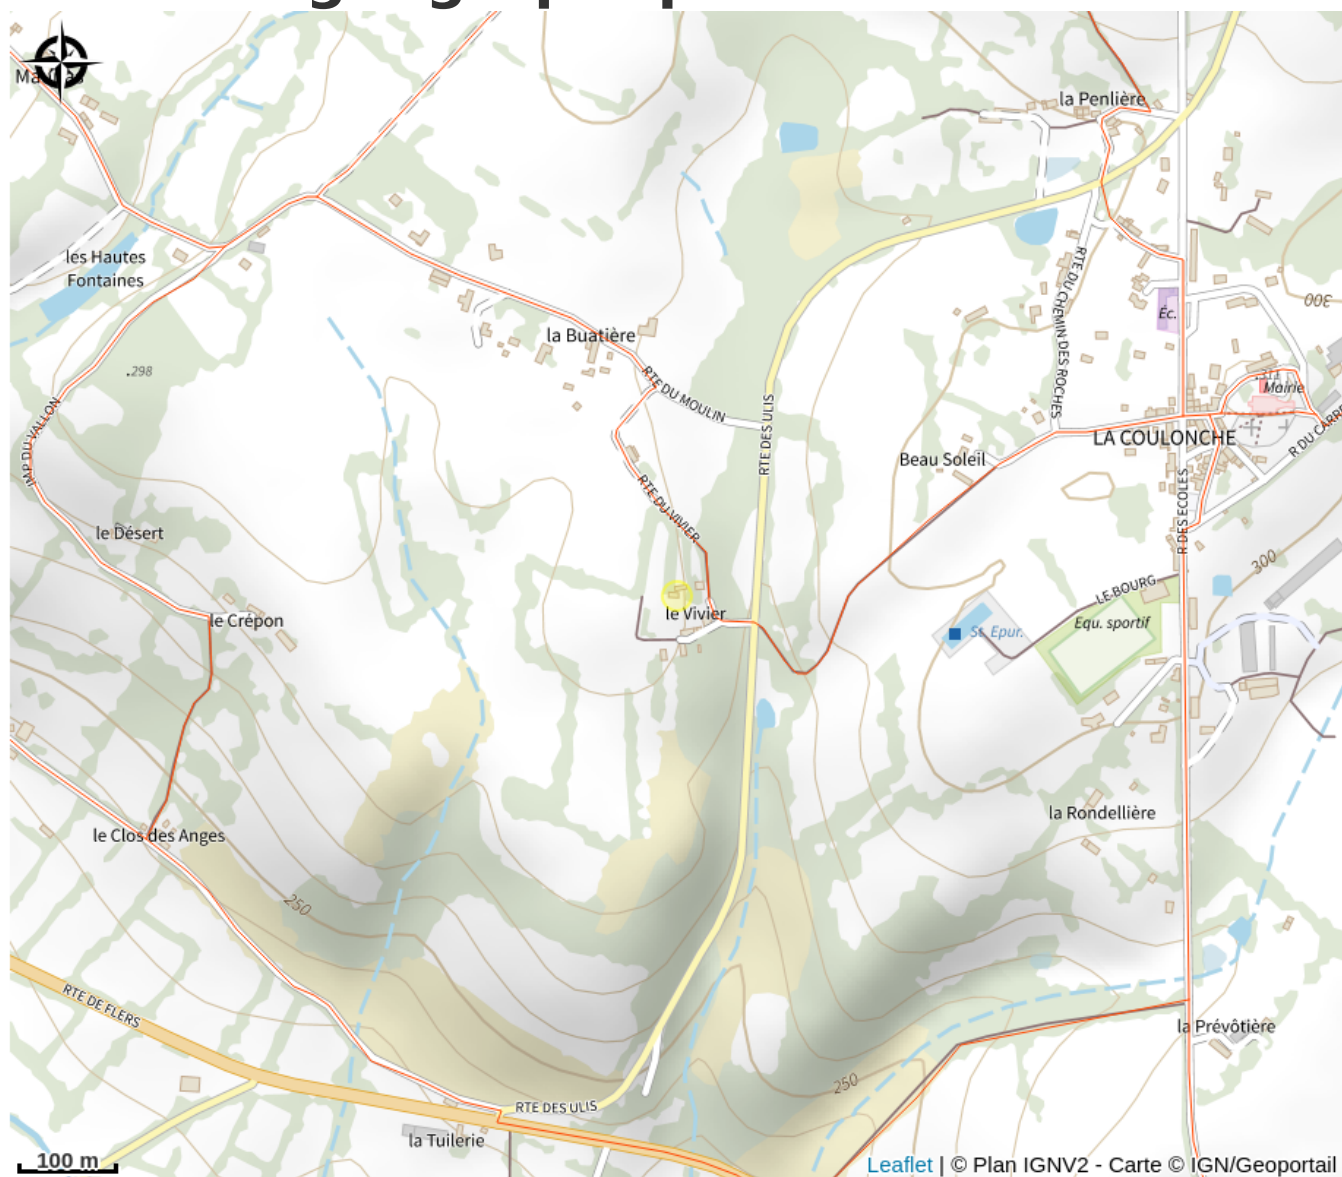 la Penlière
les Hautes
Fontaines
RTE DU CHEMIN DES ROCHES
Éc.
300
la Buatière
.298
RTE DU MOULIN
.311
Mairie
IMP DU VALLON
RTE DES ULIS
LA COULONCHE
Beau Soleil
R DU CARRE
RTE DU VIVIER
R DES ECOLES
le Désert
300
LE BOURG
le Vivier
le Crépon
St. Epur.
Equ. sportif
la Rondellière
le Clos des Anges
250
RTE DE FLERS
la Prévôtière
250
RTE DES ULIS
la Tuilerie
100 m
Leaflet | © Plan IGNV2 - Carte © IGN/Geoportail